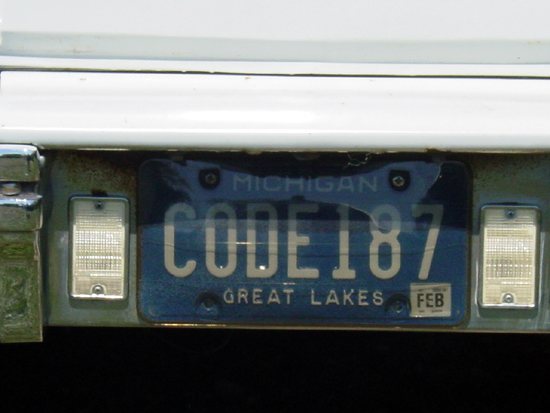 MICHIGAN
CODE187
GREAT LAKES
FEB